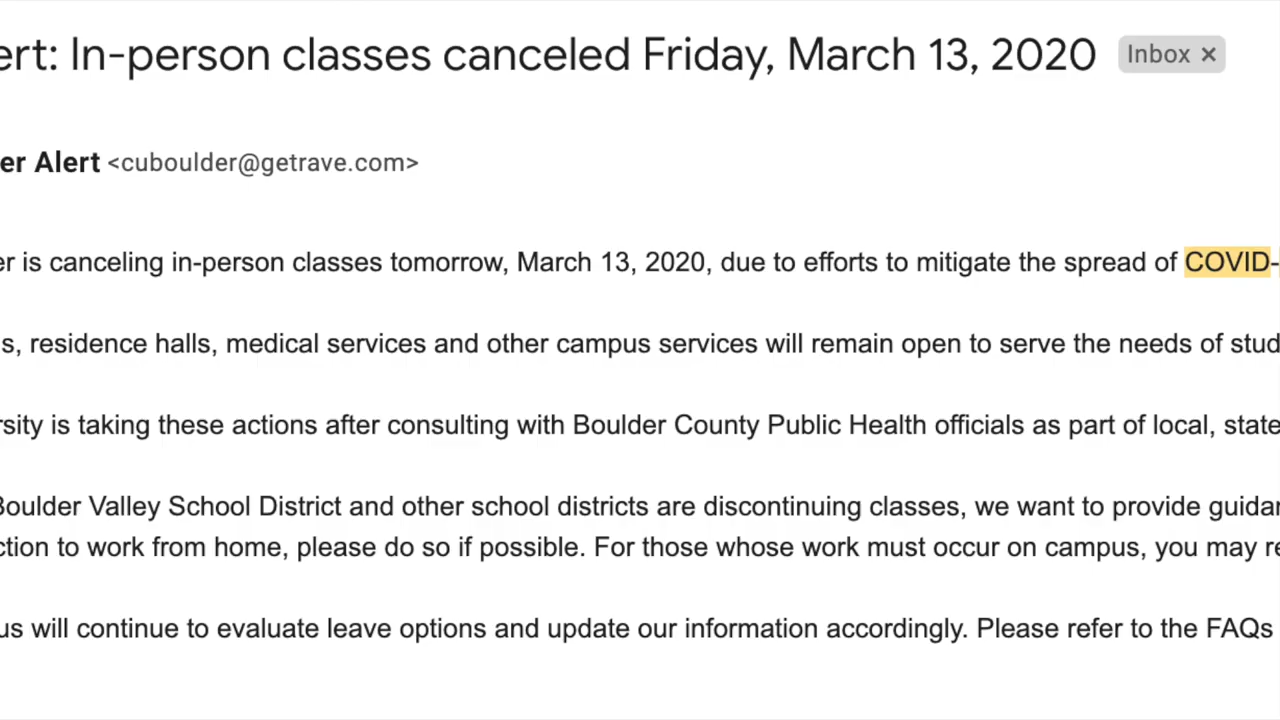 ert: In-person classes canceled Friday, March 13, 2020 Inbox ×
er Alert <cuboulder@getrave.com>
er is canceling in-person classes tomorrow, March 13, 2020, due to efforts to mitigate the spread of COVID-
s, residence halls, medical services and other campus services will remain open to serve the needs of stud
rsity is taking these actions after consulting with Boulder County Public Health officials as part of local, state
Boulder Valley School District and other school districts are discontinuing classes, we want to provide guidan
ction to work from home, please do so if possible. For those whose work must occur on campus, you may re
us will continue to evaluate leave options and update our information accordingly. Please refer to the FAQs